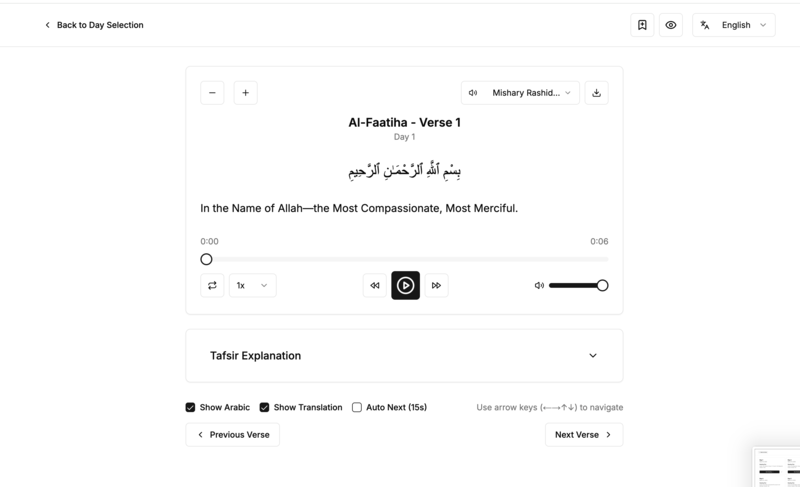 Back to Day Selection
English
Mishary Rashid...
Al-Faatiha - Verse 1
Day 1
بِسْمِ ٱللَّهِ ٱلرَّحْمَـٰنِ ٱلرَّحِيمِ
In the Name of Allah—the Most Compassionate, Most Merciful.
0:00 0:06
1x
Tafsir Explanation
Show Arabic Show Translation Auto Next (15s) Use arrow keys (←→↑↓) to navigate
Previous Verse Next Verse